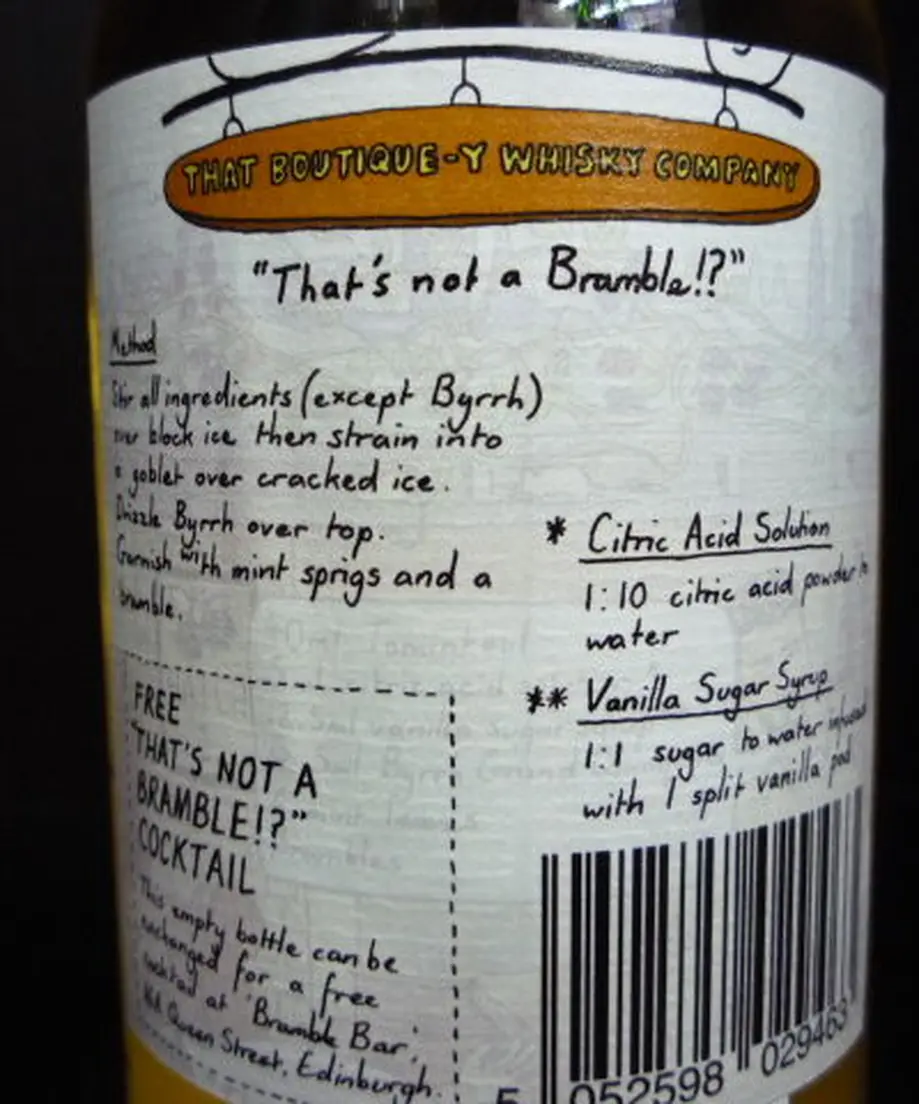 THAT BOUTIQUE-Y WHISKY COMPANY
"That's not a Bramble!?"
Method
Stir all ingredients (except Byrrh)
over block ice then strain into
a goblet over cracked ice.
Drizzle Byrrh over top.
Garnish with mint sprigs and a
bramble.
* Citric Acid Solution
1:10 citric acid powder to
water
** Vanilla Sugar Syrup
1:1 sugar to water infused
with 1 split vanilla pod
FREE
"THAT'S NOT A
BRAMBLE!?"
COCKTAIL
This empty bottle can be
exchanged for a free
cocktail at 'Bramble Bar',
Queen Street, Edinburgh.
5 052598 029463